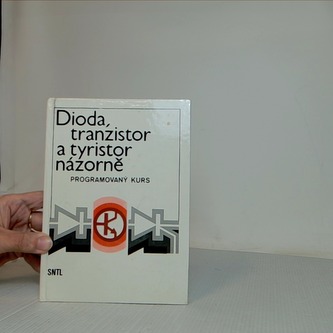 Dioda,
tranzistor
a tyristor
názorně
PROGRAMOVANÝ KURS
SNTL